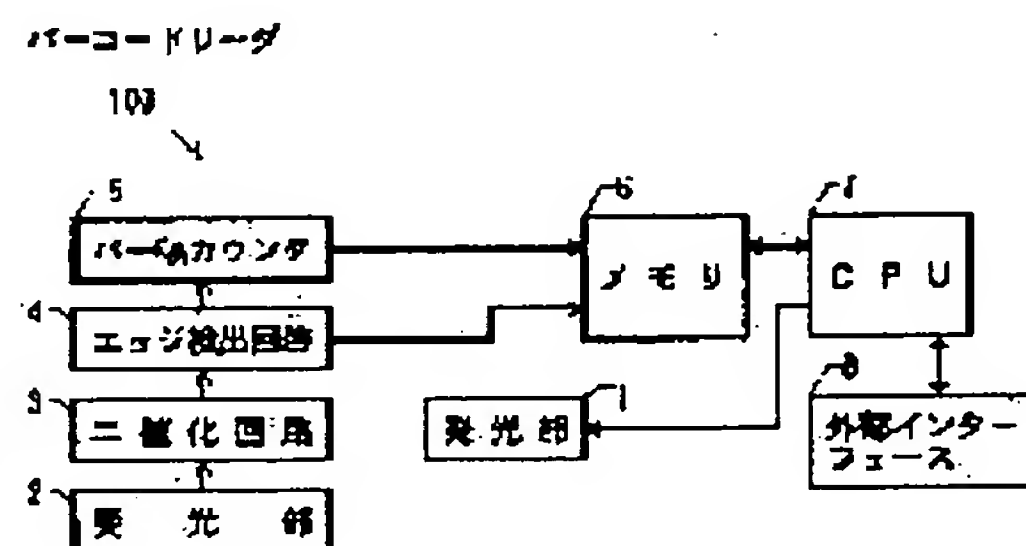 バーコードリーダ
100
5
バー幅カウンタ
6
メモリ
7
CPU
4
エッジ検出回路
3
二値化回路
1
発光部
8
外部インター
フェース
2
受光部